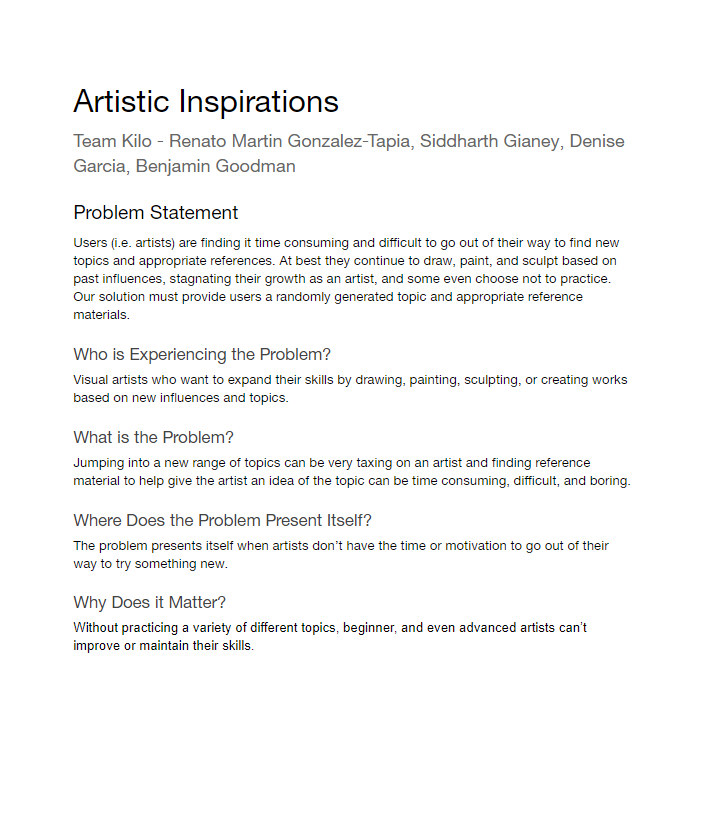 Artistic Inspirations
Team Kilo - Renato Martin Gonzalez-Tapia, Siddharth Gianey, Denise
Garcia, Benjamin Goodman
Problem Statement
Users (i.e. artists) are finding it time consuming and difficult to go out of their way to find new
topics and appropriate references. At best they continue to draw, paint, and sculpt based on
past influences, stagnating their growth as an artist, and some even choose not to practice.
Our solution must provide users a randomly generated topic and appropriate reference
materials.
Who is Experiencing the Problem?
Visual artists who want to expand their skills by drawing, painting, sculpting, or creating works
based on new influences and topics.
What is the Problem?
Jumping into a new range of topics can be very taxing on an artist and finding reference
material to help give the artist an idea of the topic can be time consuming, difficult, and boring.
Where Does the Problem Present Itself?
The problem presents itself when artists don’t have the time or motivation to go out of their
way to try something new.
Why Does it Matter?
Without practicing a variety of different topics, beginner, and even advanced artists can’t
improve or maintain their skills.